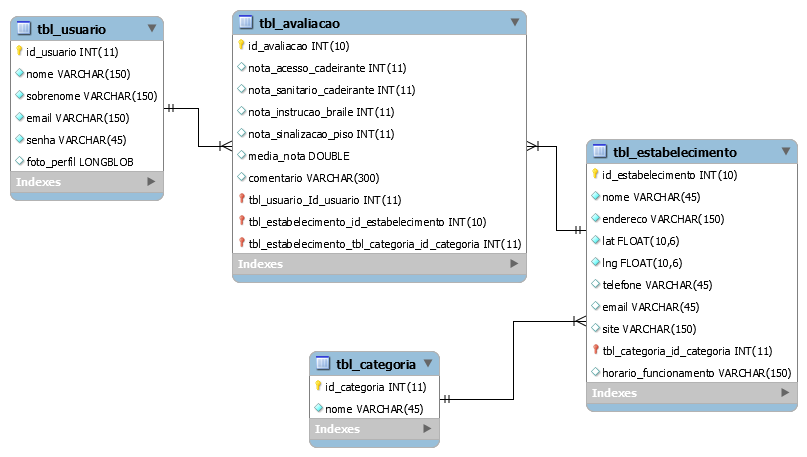 tbl_usuario
id_usuario INT(11)
nome VARCHAR(150)
sobrenome VARCHAR(150)
email VARCHAR(150)
senha VARCHAR(45)
foto_perfil LONGBLOB
Indexes
tbl_avaliacao
id_avaliacao INT(10)
nota_acesso_cadeirante INT(11)
nota_sanitario_cadeirante INT(11)
nota_instrucao_braile INT(11)
nota_sinalizacao_piso INT(11)
media_nota DOUBLE
comentario VARCHAR(300)
tbl_usuario_Id_usuario INT(11)
tbl_estabelecimento_id_estabelecimento INT(10)
tbl_estabelecimento_tbl_categoria_id_categoria INT(11)
Indexes
tbl_estabelecimento
id_estabelecimento INT(10)
nome VARCHAR(45)
endereco VARCHAR(150)
lat FLOAT(10,6)
lng FLOAT(10,6)
telefone VARCHAR(45)
email VARCHAR(45)
site VARCHAR(150)
tbl_categoria_id_categoria INT(11)
horario_funcionamento VARCHAR(150)
Indexes
tbl_categoria
id_categoria INT(11)
nome VARCHAR(45)
Indexes